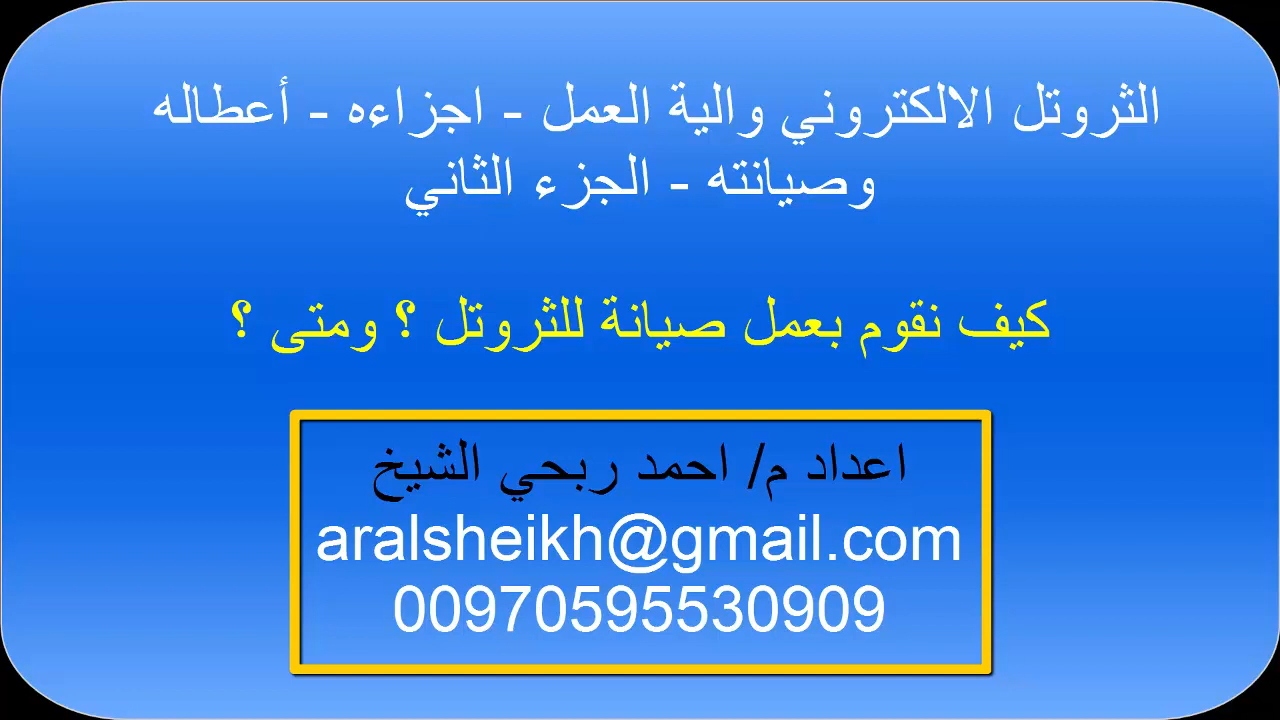 الثروتل الالكتروني والية العمل - اجزاءه - أعطاله
وصيانته - الجزء الثاني
كيف نقوم بعمل صيانة للثروتل ؟ ومتى ؟
اعداد م/ احمد ربحي الشيخ
aralsheikh@gmail.com
00970595530909